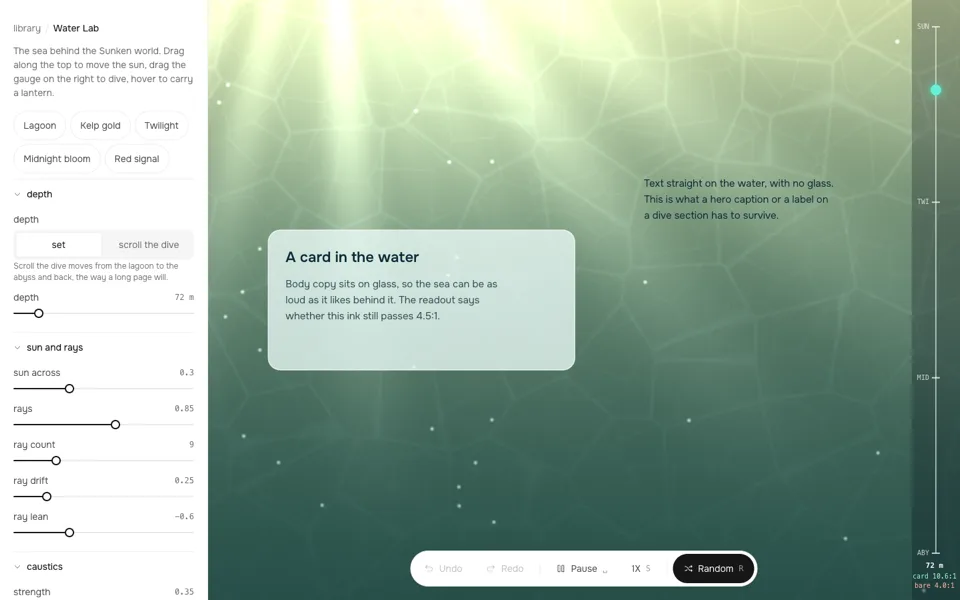 library / Water Lab
The sea behind the Sunken world. Drag
along the top to move the sun, drag the
gauge on the right to dive, hover to carry
a lantern.
Lagoon
Kelp gold
Twilight
Midnight bloom
Red signal
depth
depth
set
scroll the dive
Scroll the dive moves from the lagoon to the
abyss and back, the way a long page will.
depth 72 m
sun and rays
sun across 0.3
rays 0.85
ray count 9
ray drift 0.25
ray lean −0.6
caustics
strength 0.35
A card in the water
Body copy sits on glass, so the sea can be as
loud as it likes behind it. The readout says
whether this ink still passes 4.5:1.
Text straight on the water, with no glass.
This is what a hero caption or a label on
a dive section has to survive.
Undo
Redo
Pause
1X S
Random R
SUN
TWI
MID
ABY
72 m
card 10.6:1
bare 4.0:1